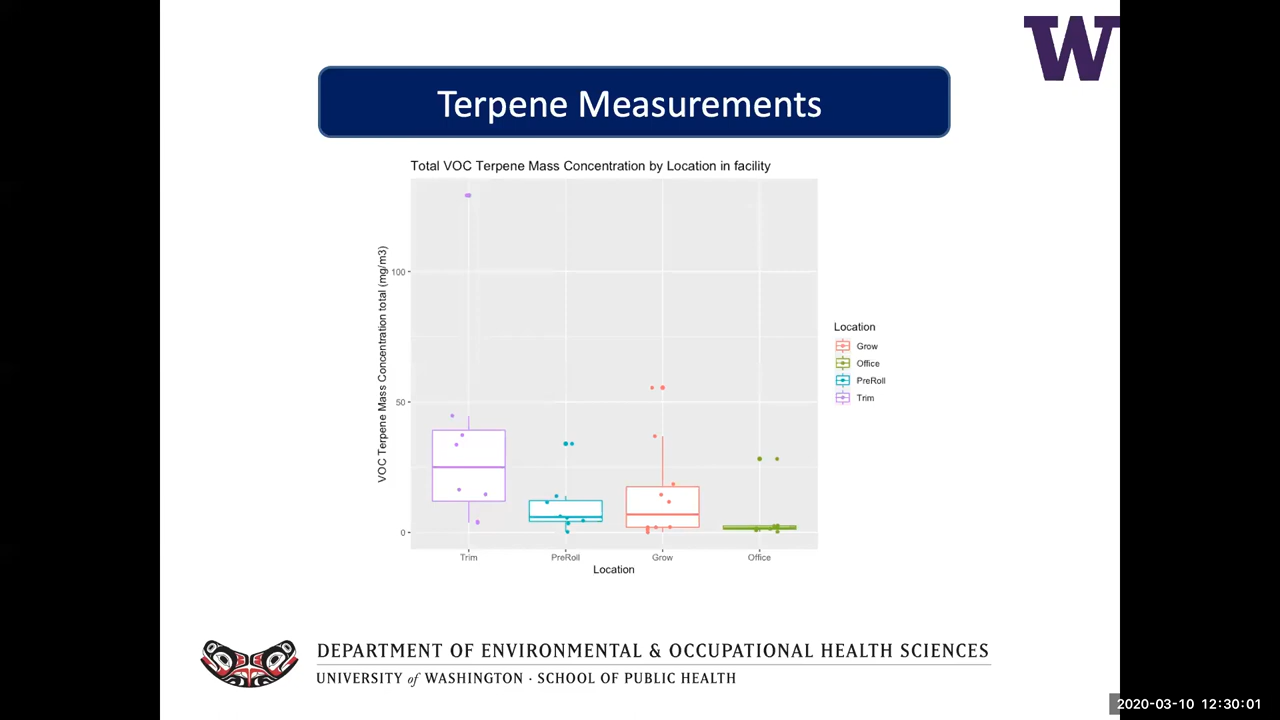 W
Terpene Measurements
Total VOC Terpene Mass Concentration by Location in facility
VOC Terpene Mass Concentration total (mg/m3)
100
50
0
Trim PreRoll Grow Office
Location
Location
Grow
Office
PreRoll
Trim
DEPARTMENT OF ENVIRONMENTAL & OCCUPATIONAL HEALTH SCIENCES
UNIVERSITY of WASHINGTON · SCHOOL OF PUBLIC HEALTH
2020-03-10 12:30:01